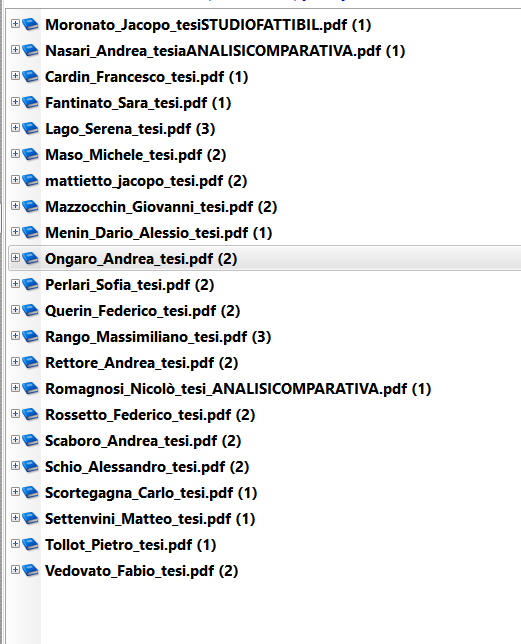 Moronato_Jacopo_tesiSTUDIOFATTIBIL.pdf (1)
Nasari_Andrea_tesiaANALISICOMPARATIVA.pdf (1)
Cardin_Francesco_tesi.pdf (1)
Fantinato_Sara_tesi.pdf (1)
Lago_Serena_tesi.pdf (3)
Maso_Michele_tesi.pdf (2)
mattietto_jacopo_tesi.pdf (2)
Mazzocchin_Giovanni_tesi.pdf (2)
Menin_Dario_Alessio_tesi.pdf (1)
Ongaro_Andrea_tesi.pdf (2)
Perlari_Sofia_tesi.pdf (2)
Querin_Federico_tesi.pdf (2)
Rango_Massimiliano_tesi.pdf (3)
Rettore_Andrea_tesi.pdf (2)
Romagnosi_Nicolò_tesi_ANALISICOMPARATIVA.pdf (1)
Rossetto_Federico_tesi.pdf (2)
Scaboro_Andrea_tesi.pdf (2)
Schio_Alessandro_tesi.pdf (2)
Scortegagna_Carlo_tesi.pdf (1)
Settenvini_Matteo_tesi.pdf (1)
Tollot_Pietro_tesi.pdf (1)
Vedovato_Fabio_tesi.pdf (2)